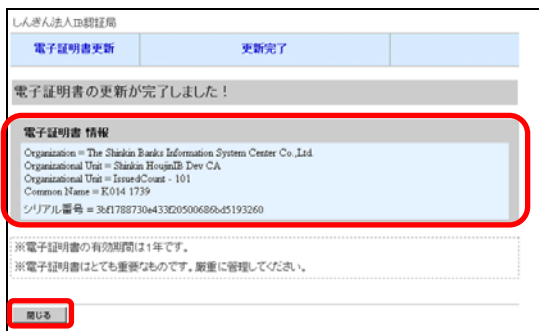 しんきん法人IB認証局
電子証明書更新 更新完了
電子証明書の更新が完了しました！
電子証明書 情報
Organization = The Shinkin Banks Information System Center Co.,Ltd.
Organizational Unit = Shinkin HoujinIB Dev CA
Organizational Unit = IssuedCount - 101
Common Name = K014 1739
シリアル番号 = 3bf1788730e433f20500686bd5193260
※電子証明書の有効期間は1年です。
※電子証明書はとても重要なものです。厳重に管理してください。
閉じる